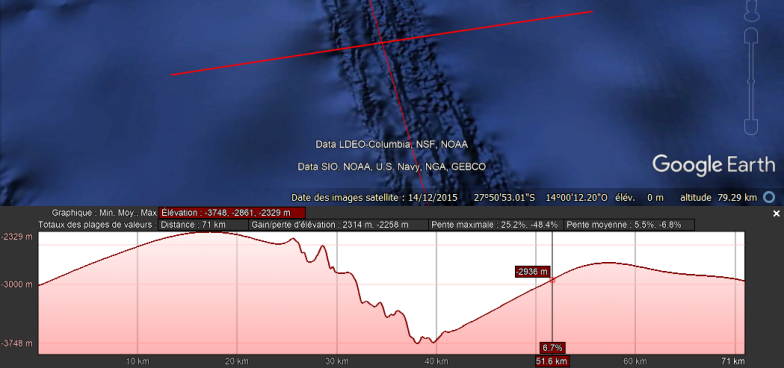 Data LDEO-Columbia, NSF, NOAA
Data SIO. NOAA, U.S. Navy, NGA, GEBCO
Google Earth
Date des images satellite : 14/12/2015 27°50'53.01"S 14°00'12.20"O élév. 0 m altitude 79.29 km
Graphique : Min. Moy.. Max Élévation : -3748, -2861, -2329 m
Totaux des plages de valeurs : Distance : 71 km Gain/perte d'élévation : 2314 m, -2258 m Pente maximale : 25.2%, -48.4% Pente moyenne : 5.5%, -6.8%
-2329 m
-2936 m
-3000 m
-3748 m
6.7%
10 km 20 km 30 km 40 km 51.6 km 60 km 71 km